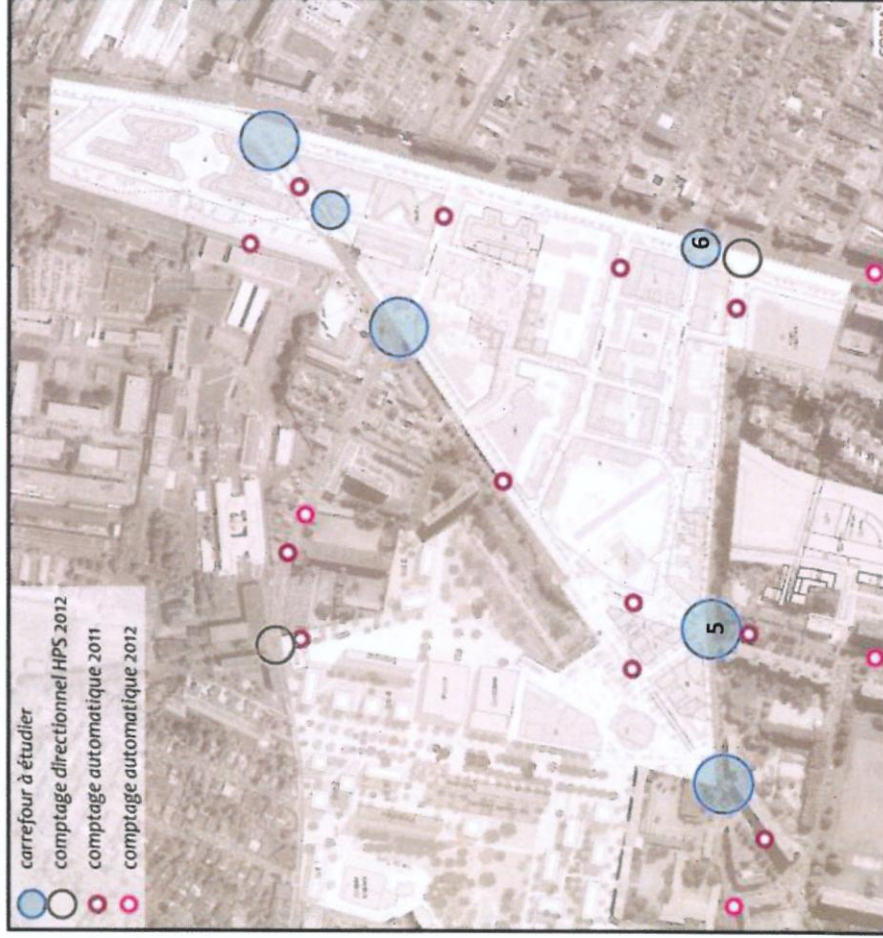 carrefour à étudier
comptage directionnel HPS 2012
comptage automatique 2011
comptage automatique 2012
5
6